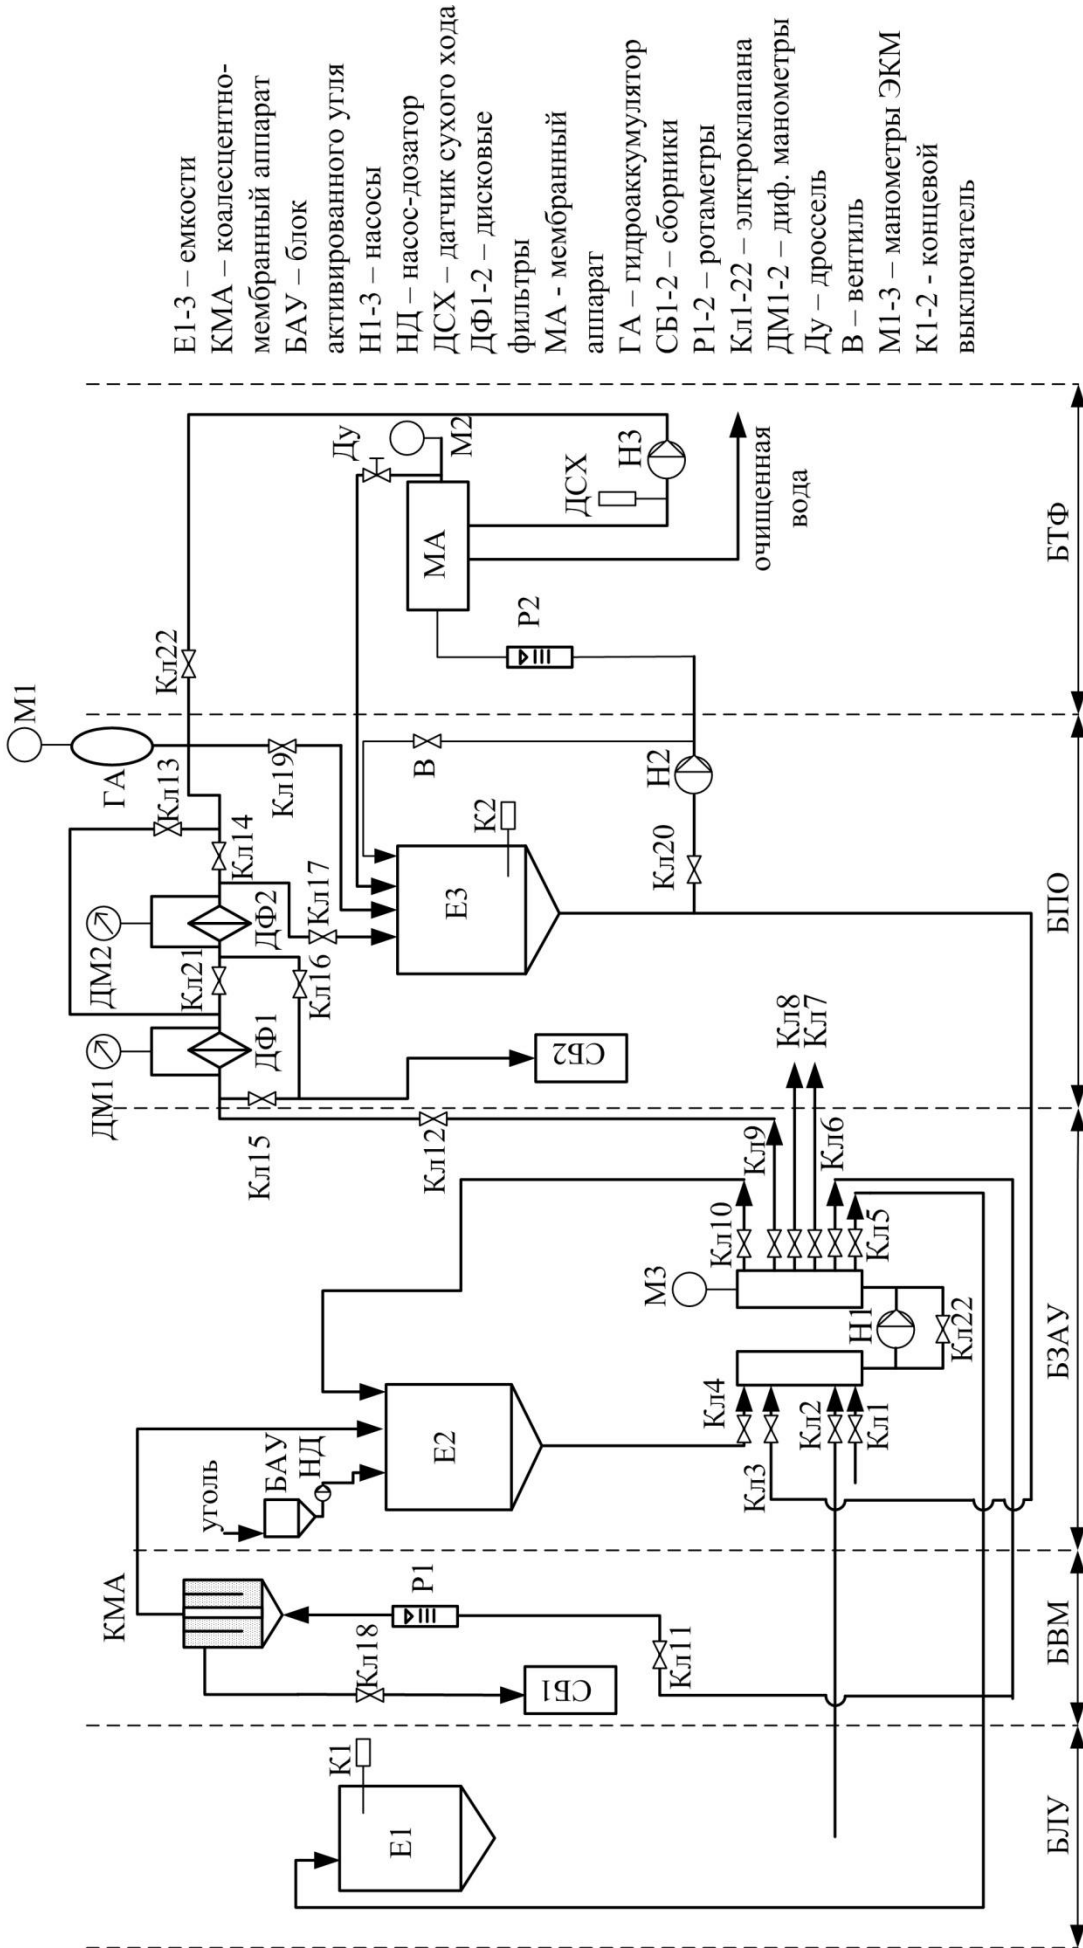 Е1-3 – емкости
КМА – коалесцентно-
мембранный аппарат
БАУ – блок
активированного угля
Н1-3 – насосы
НД – насос-дозатор
ДСХ – датчик сухого хода
ДФ1-2 – дисковые
фильтры
МА - мембранный
аппарат
ГА – гидроаккумулятор
СБ1-2 – сборники
Р1-2 – ротаметры
Кл1-22 – элктроклапана
ДМ1-2 – диф. манометры
Ду – дроссель
В – вентиль
М1-3 – манометры ЭКМ
К1-2 - концевой
выключатель
КМА
уголь
БАУ
НД
К1
Е1
Кл18
СБ1
Р1
Кл11
Е2
Кл4
Кл3
Кл2
Кл1
М3
Н1
Кл22
Кл10
Кл9
Кл8
Кл7
Кл6
Кл5
Кл12
Кл15
ДМ1
ДФ1
Кл21
ДМ2
ДФ2
Кл16
Кл17
СБ2
Кл14
Кл13
ГА
М1
Кл19
Кл22
Е3
К2
В
Кл20
Н2
Р2
МА
Ду
М2
ДСХ
Н3
очищенная
вода
БЛУ
БВМ
БЗАУ
БПО
БТФ